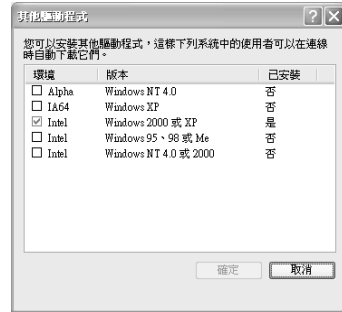 其他驅動程式
您可以安裝其他驅動程式，這樣下列系統中的使用者可以在連線
時自動下載它們。
環境 版本 已安裝
Alpha Windows NT 4.0 否
IA64 Windows XP 否
Intel Windows 2000 或 XP 是
Intel Windows 95、98 或 Me 否
Intel Windows NT 4.0 或 2000 否
確定 取消